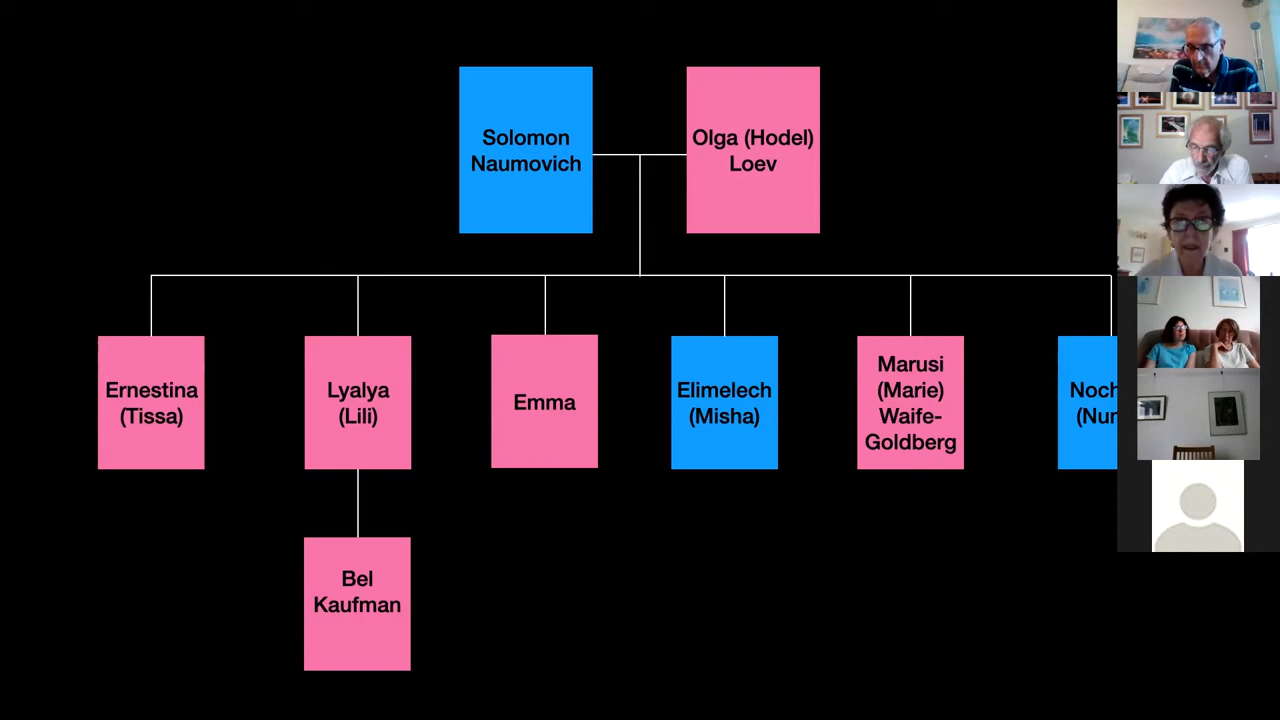 Solomon
Naumovich
Olga (Hodel)
Loev
Ernestina
(Tissa)
Lyalya
(Lili)
Emma
Elimelech
(Misha)
Marusi
(Marie)
Waife-
Goldberg
Bel
Kaufman